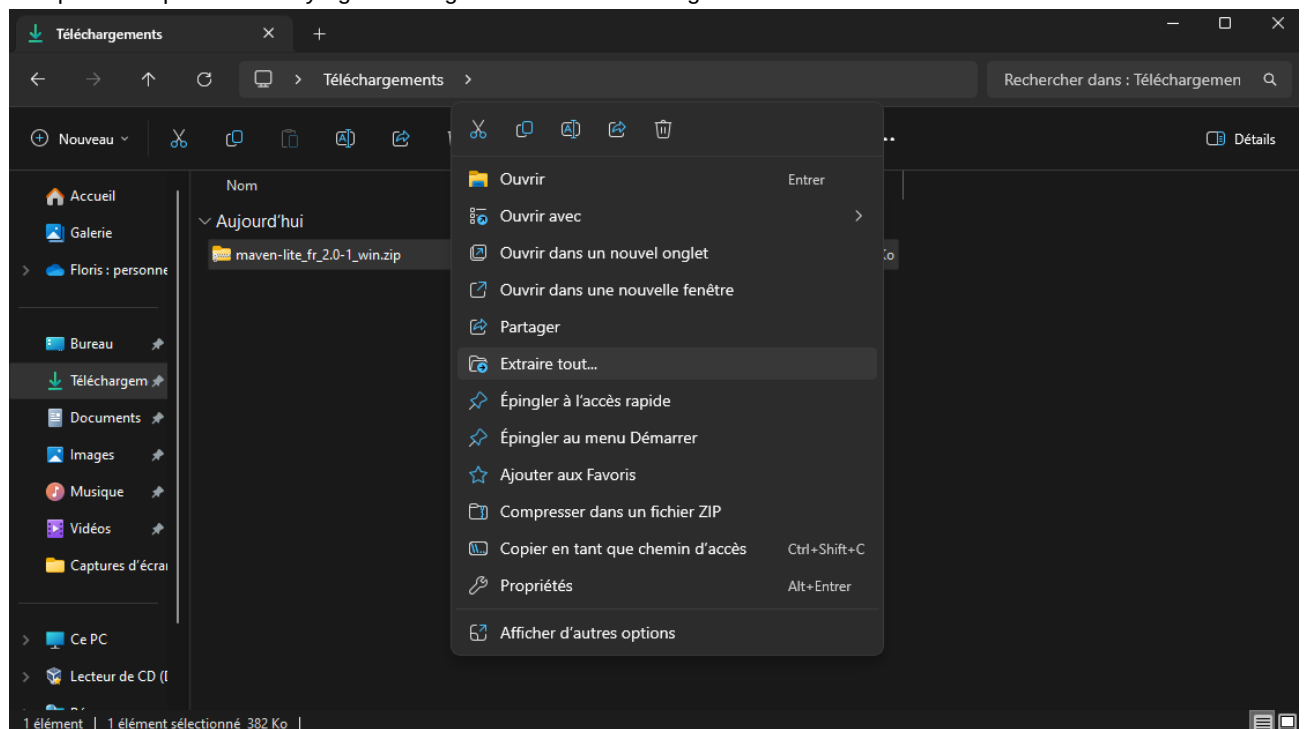 Téléchargements
Téléchargements
Rechercher dans : Téléchargemen
Nouveau
Détails
Nom
Accueil
Galerie
Floris : personne
Aujourd'hui
maven-lite_fr_2.0-1_win.zip
Ko
Bureau
Téléchargem
Documents
Images
Musique
Vidéos
Captures d'écra
Ce PC
Lecteur de CD (
Ouvrir Entrer
Ouvrir avec
Ouvrir dans un nouvel onglet
Ouvrir dans une nouvelle fenêtre
Partager
Extraire tout...
Épingler à l'accès rapide
Épingler au menu Démarrer
Ajouter aux Favoris
Compresser dans un fichier ZIP
Copier en tant que chemin d'accès Ctrl+Shift+C
Propriétés Alt+Entrer
Afficher d'autres options
1 élément | 1 élément sélectionné 382 Ko |